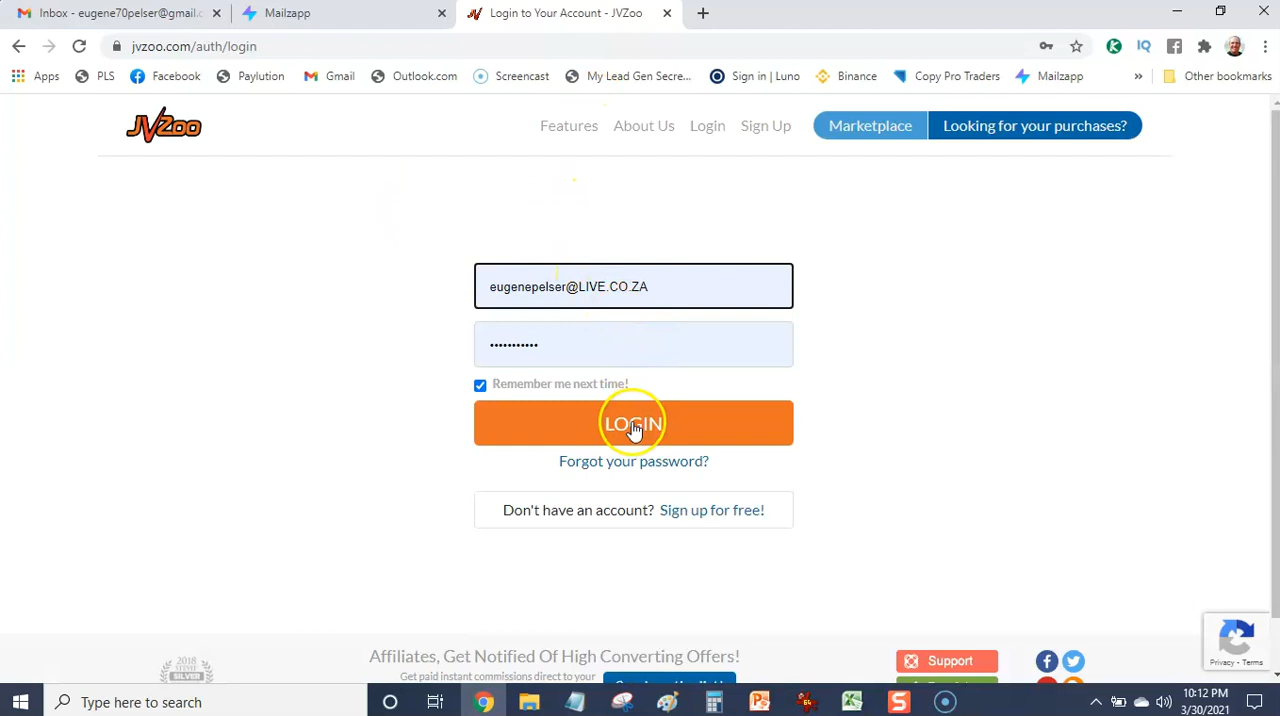 Inbox - eugene70pelser@gmail.c
Mailzapp
Login to Your Account - JVZoo
jvzoo.com/auth/login
Apps
PLS
Facebook
Paylution
Gmail
Outlook.com
Screencast
My Lead Gen Secre...
Sign in | Luno
Binance
Copy Pro Traders
Mailzapp
»
Other bookmarks
JVZoo
Features
About Us
Login
Sign Up
Marketplace
Looking for your purchases?
eugenepelser@LIVE.CO.ZA
•••••••••••
Remember me next time!
LOGIN
Forgot your password?
Don't have an account? Sign up for free!
2018
SILVER
Affiliates, Get Notified Of High Converting Offers!
Get paid instant commissions direct to your
Support
Privacy - Terms
Type here to search
10:12 PM
3/30/2021